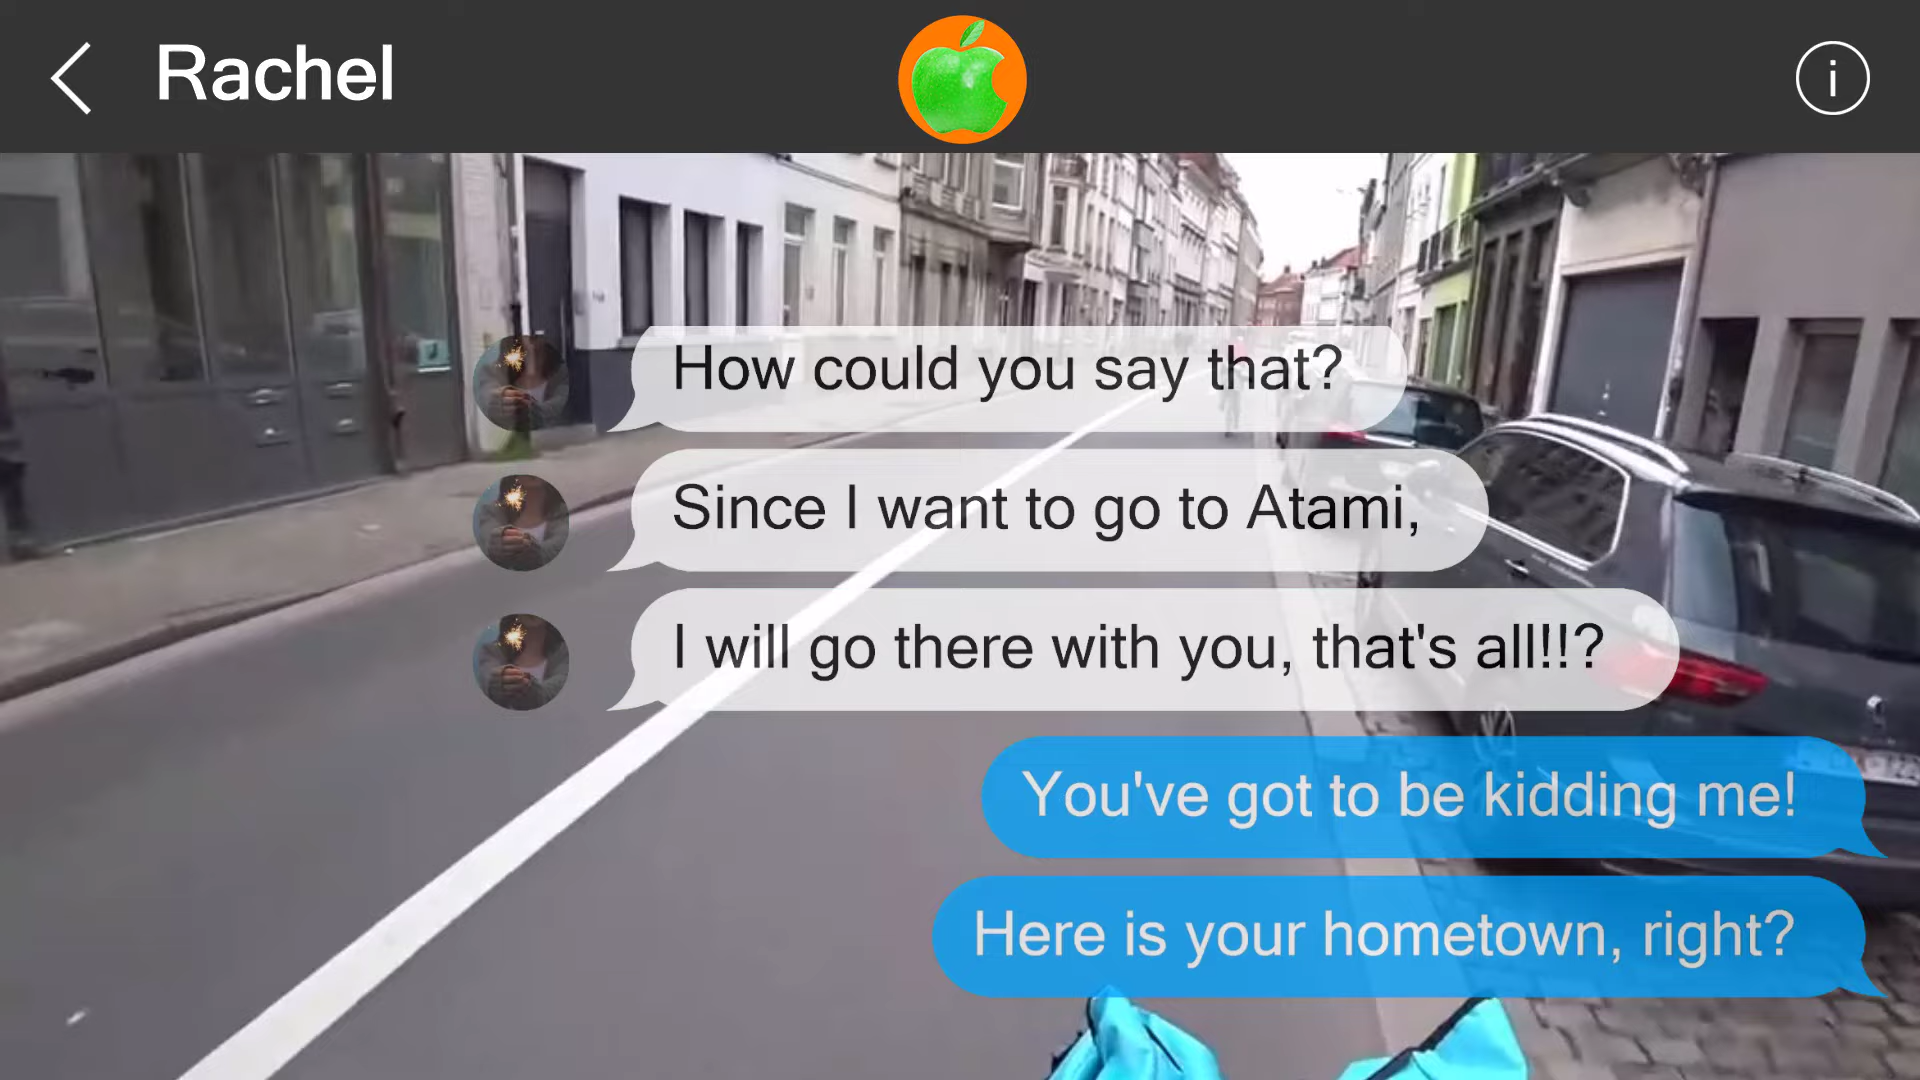 Rachel
How could you say that?
Since I want to go to Atami,
I will go there with you, that's all!!?
You've got to be kidding me!
Here is your hometown, right?